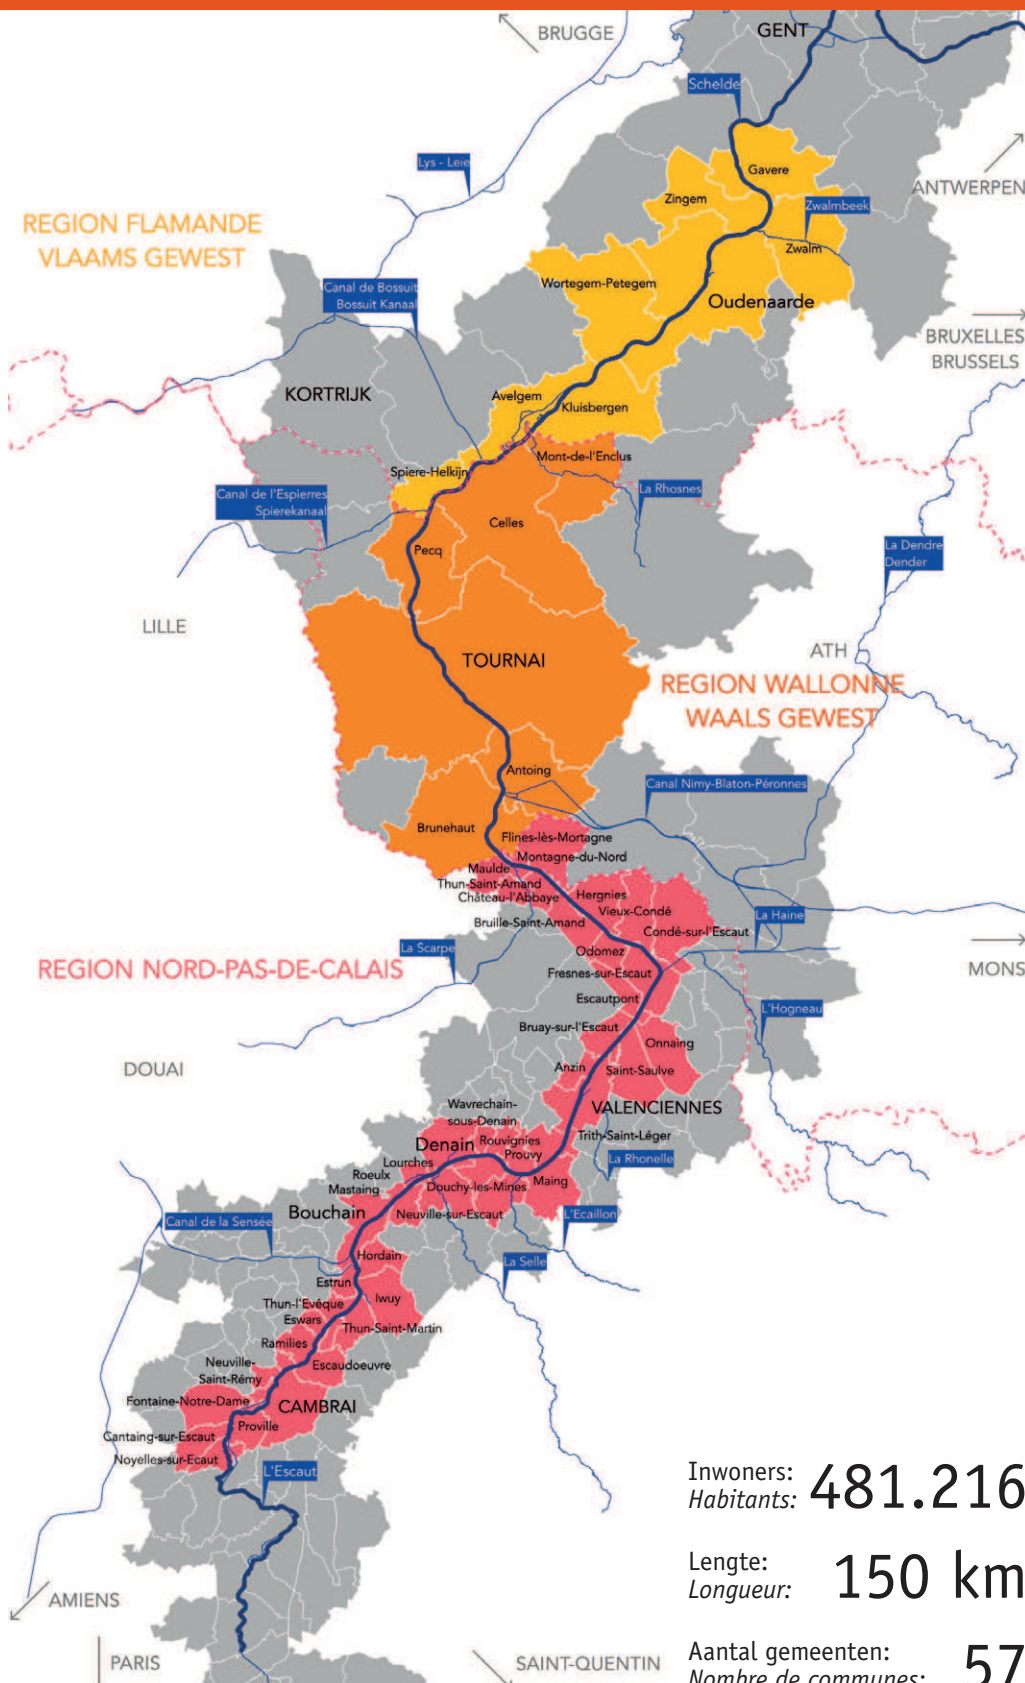 BRUGGE
GENT
Schelde
Lys - Leie
Gavere
ANTWERPEN
Zingem
Zwalmbeek
REGION FLAMANDE
VLAAMS GEWEST
Zwalm
Canal de Bossuit
Bossuit Kanaal
Wortegem-Petegem
Oudenaarde
BRUXELLES
BRUSSELS
KORTRIJK
Avelgem
Kluisbergen
Mont-de-l'Enclus
Spiere-Helkijn
La Rhosnes
Canal de l'Espierres
Spierekanaal
Celles
Pecq
La Dendre
Dender
LILLE
ATH
TOURNAI
REGION WALLONNE
WAALS GEWEST
Antoing
Canal Nimy-Blaton-Péronnes
Brunehaut
Flines-lès-Mortagne
Montagne-du-Nord
Maulde
Thun-Saint-Amand
Château-l'Abbaye
Hergnies
Vieux-Condé
Bruille-Saint-Amand
La Haine
Condé-sur-l'Escaut
La Scarpe
Odomez
REGION NORD-PAS-DE-CALAIS
Fresnes-sur-Escaut
MONS
Escautpont
L'Hogneau
Bruay-sur-l'Escaut
Onnaing
DOUAI
Anzin
Saint-Saulve
Wavrechain-
sous-Denain
VALENCIENNES
Trith-Saint-Léger
Denain
Rouvignies
Prouvy
La Rhonelle
Lourches
Roeulx
Mastaing
Douchy-les-Mines
Maing
Bouchain
Neuville-sur-Escaut
L'Ecaillon
Canal de la Sensée
Hordain
La Selle
Estrun
Iwuy
Thun-l'Evêque
Eswars
Thun-Saint-Martin
Ramilies
Neuville-
Saint-Rémy
Escaudoeuvre
Fontaine-Notre-Dame
CAMBRAI
Proville
Cantaing-sur-Escaut
Noyelles-sur-Ecaut
L'Escaut
Inwoners:
Habitants: 481.216
Lengte:
Longueur: 150 km
AMIENS
Aantal gemeenten:
Nombre de communes: 57
PARIS
SAINT-QUENTIN